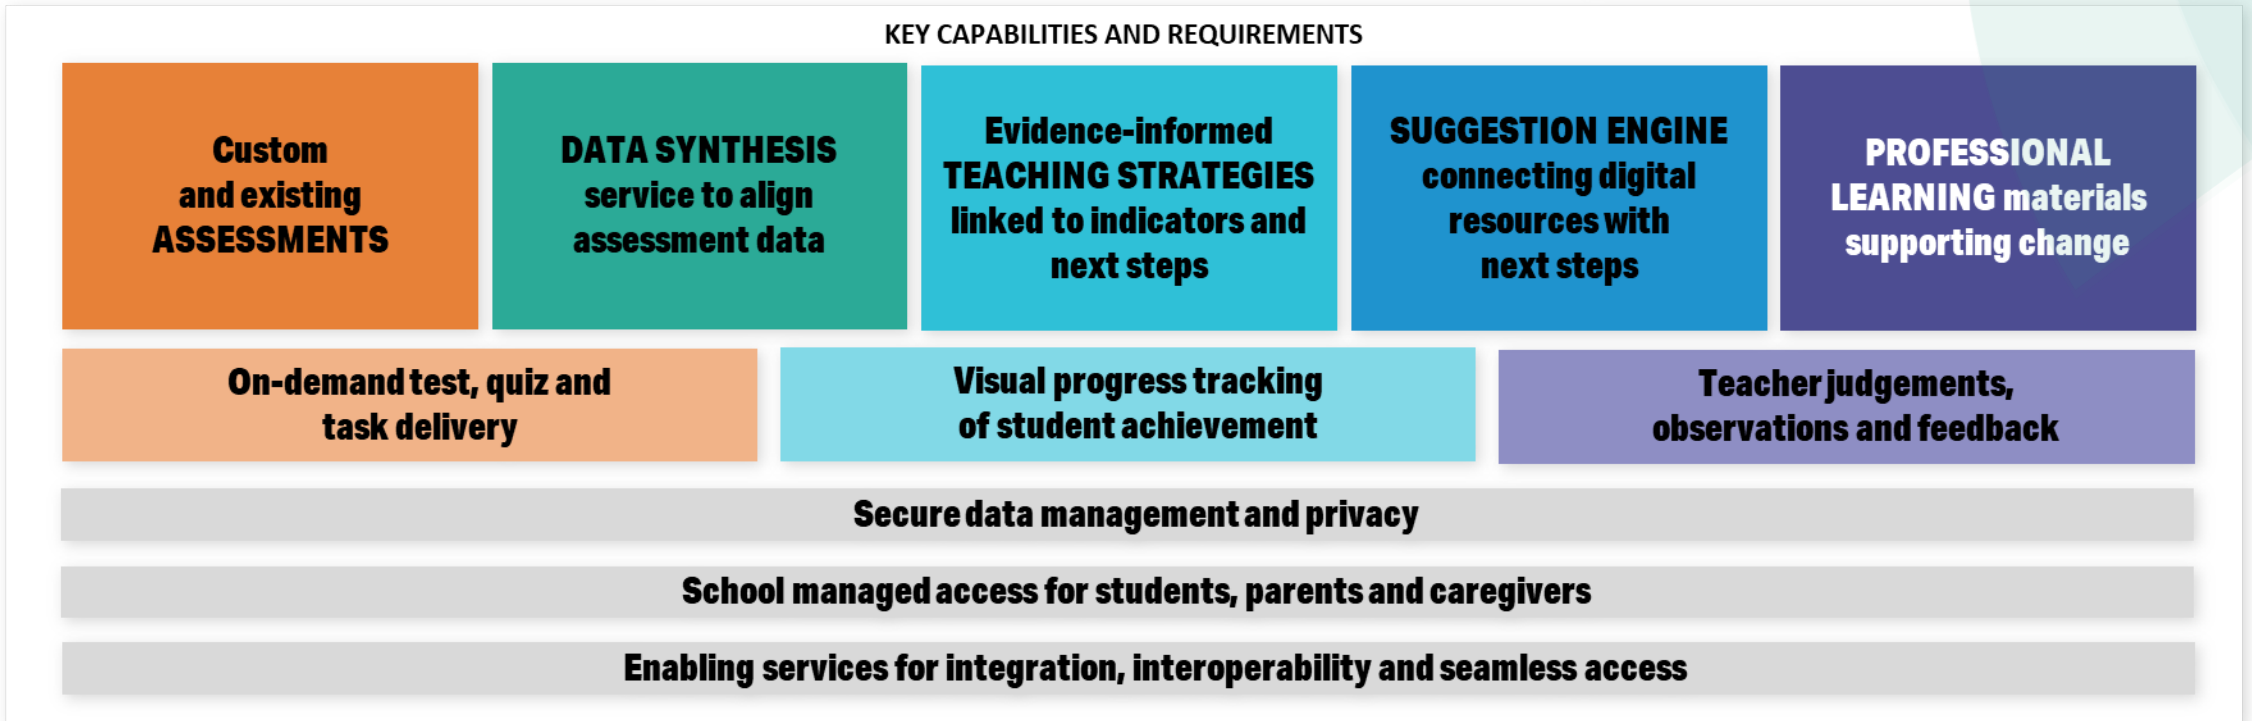 KEY CAPABILITIES AND REQUIREMENTS
Custom
and existing
ASSESSMENTS
DATA SYNTHESIS
service to align
assessment data
Evidence-informed
TEACHING STRATEGIES
linked to indicators and
next steps
SUGGESTION ENGINE
connecting digital
resources with
next steps
PROFESSIONAL
LEARNING materials
supporting change
On-demand test, quiz and
task delivery
Visual progress tracking
of student achievement
Teacher judgements,
observations and feedback
Secure data management and privacy
School managed access for students, parents and caregivers
Enabling services for integration, interoperability and seamless access